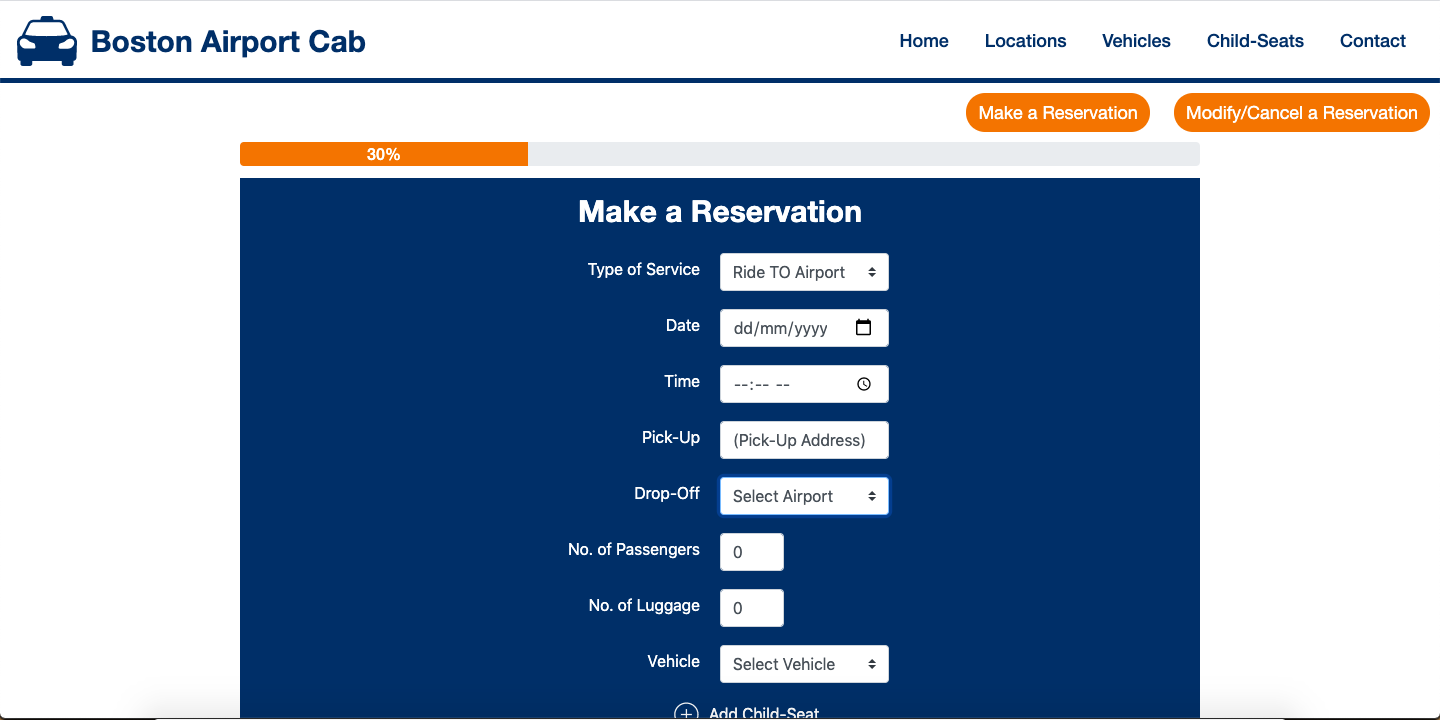 Boston Airport Cab
Home Locations Vehicles Child-Seats Contact
Make a Reservation Modify/Cancel a Reservation
30%
Make a Reservation
Type of Service Ride TO Airport
Date dd/mm/yyyy
Time --:-- --
Pick-Up (Pick-Up Address)
Drop-Off Select Airport
No. of Passengers 0
No. of Luggage 0
Vehicle Select Vehicle
Add Child-Seat